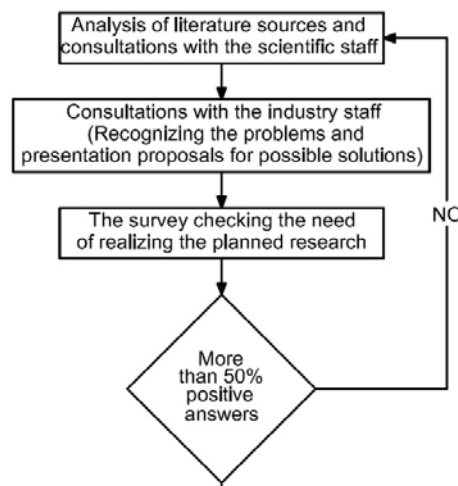 Analysis of literature sources and
consultations with the scientific staff
Consultations with the industry staff
(Recognizing the problems and
presentation proposals for possible solutions)
The survey checking the need
of realizing the planned research
NO
More
than 50%
positive
answers